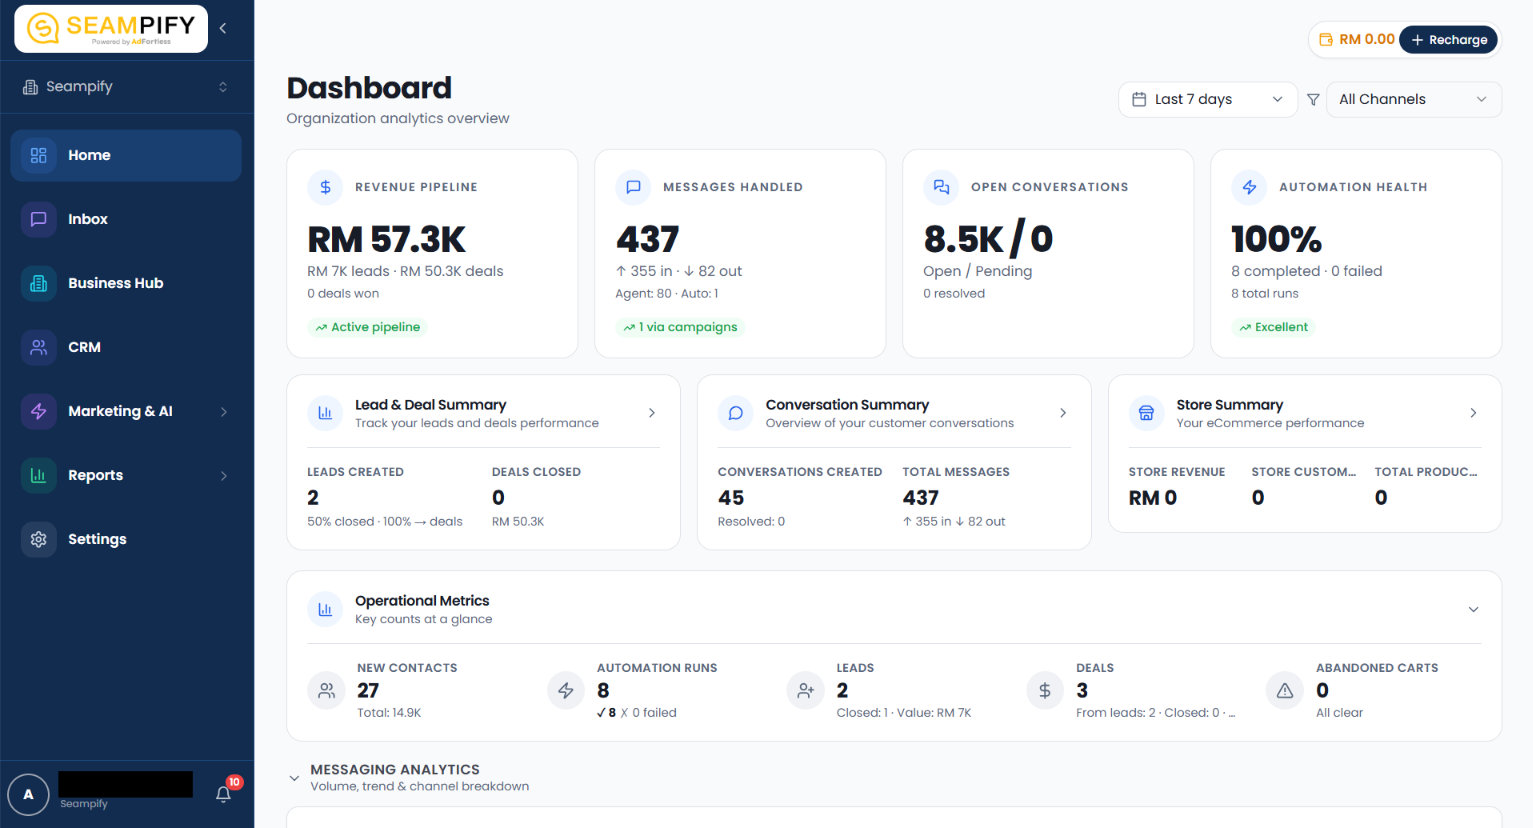 SEAMPIFY
Powered by AdFortless
Seampify
Home
Inbox
Business Hub
CRM
Marketing & AI
Reports
Settings
A
Seampify
10
RM 0.00
+ Recharge
Dashboard
Organization analytics overview
Last 7 days
All Channels
REVENUE PIPELINE
RM 57.3K
RM 7K leads · RM 50.3K deals
0 deals won
Active pipeline
MESSAGES HANDLED
437
↑ 355 in · ↓ 82 out
Agent: 80 · Auto: 1
1 via campaigns
OPEN CONVERSATIONS
8.5K / 0
Open / Pending
0 resolved
AUTOMATION HEALTH
100%
8 completed · 0 failed
8 total runs
Excellent
Lead & Deal Summary
Track your leads and deals performance
LEADS CREATED
2
50% closed · 100% → deals
DEALS CLOSED
0
RM 50.3K
Conversation Summary
Overview of your customer conversations
CONVERSATIONS CREATED
45
Resolved: 0
TOTAL MESSAGES
437
↑ 355 in ↓ 82 out
Store Summary
Your eCommerce performance
STORE REVENUE
RM 0
STORE CUSTOM...
0
TOTAL PRODUC...
0
Operational Metrics
Key counts at a glance
NEW CONTACTS
27
Total: 14.9K
AUTOMATION RUNS
8
✓ 8 ✗ 0 failed
LEADS
2
Closed: 1 · Value: RM 7K
DEALS
3
From leads: 2 · Closed: 0 · ...
ABANDONED CARTS
0
All clear
MESSAGING ANALYTICS
Volume, trend & channel breakdown